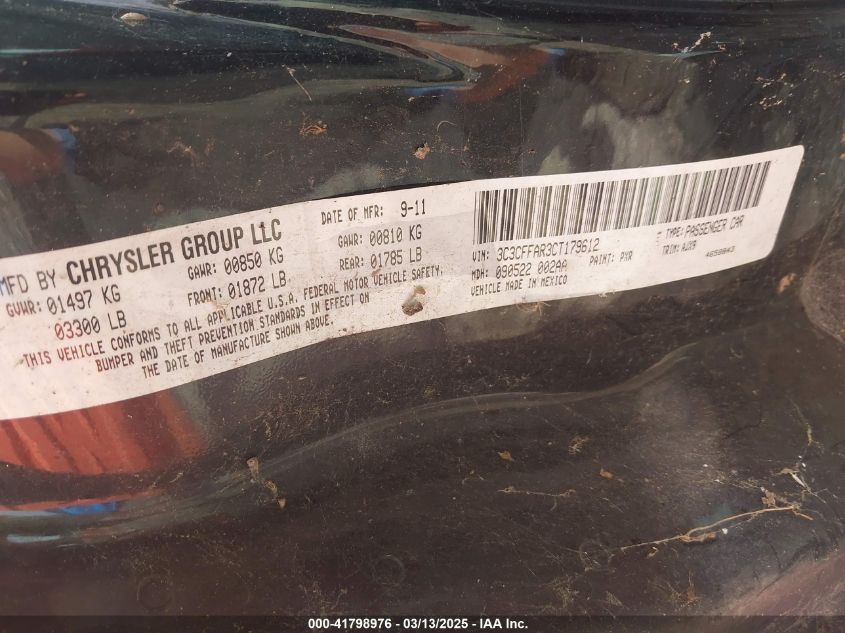 MFD BY CHRYSLER GROUP LLC
DATE OF MFR: 9-11
GVWR: 01497 KG
03300 LB
GAWR: 00850 KG
FRONT: 01872 LB
GAWR: 00810 KG
REAR: 01785 LB
THIS VEHICLE CONFORMS TO ALL APPLICABLE U.S.A. FEDERAL MOTOR VEHICLE SAFETY,
BUMPER AND THEFT PREVENTION STANDARDS IN EFFECT ON
THE DATE OF MANUFACTURE SHOWN ABOVE.
VIN: 3C3CFFAR3CT179612
TYPE: PASSENGER CAR
MDH: 090522 002AA
PAINT: PXR
TRIM: AJX9
VEHICLE MADE IN MEXICO
4650843
000-41798976 / 03/13/2025 - IAA Inc.